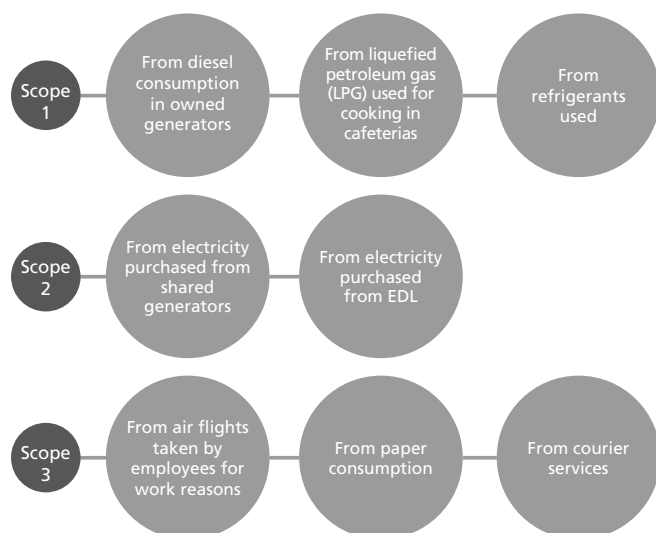 Scope
1
From diesel
consumption
in owned
generators
From liquefied
petroleum gas
(LPG) used for
cooking in
cafeterias
From
refrigerants
used
Scope
2
From electricity
purchased from
shared
generators
From electricity
purchased
from EDL
Scope
3
From air flights
taken by
employees for
work reasons
From paper
consumption
From courier
services